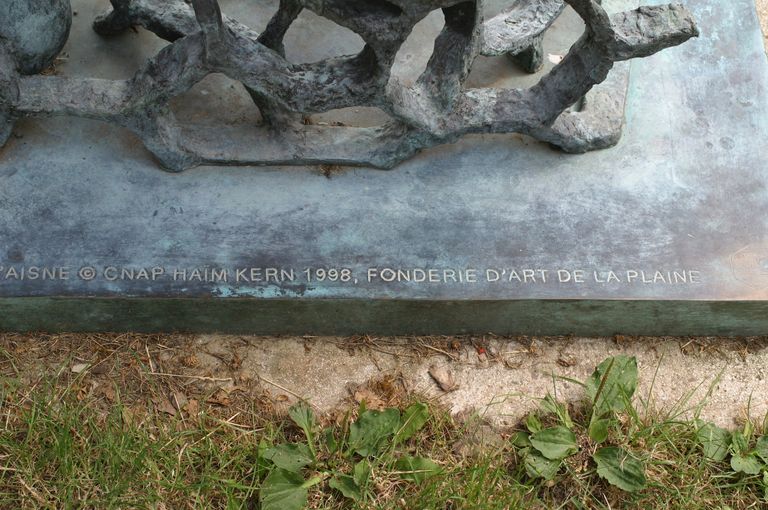 'AISNE © CNAP HAÏM KERN 1998, FONDERIE D'ART DE LA PLAINE